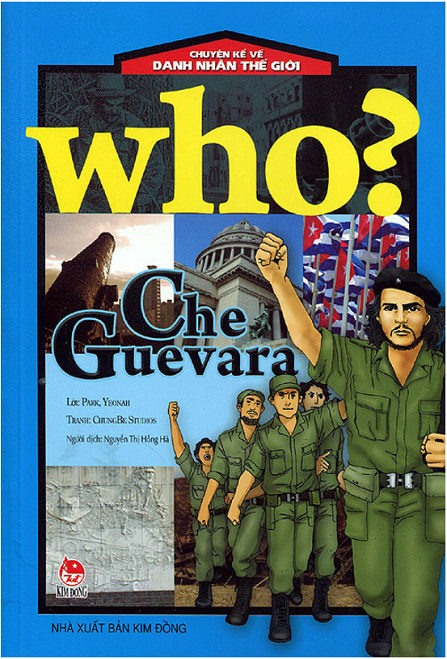 CHUYỆN KỂ VỀ
DANH NHÂN THẾ GIỚI
who?
Che
Guevara
LỜI: PARK, YEONAH
TRANH: CHUNGBE STUDIOS
Người dịch: Nguyễn Thị Hồng Hà
KIM ĐỒNG
NHÀ XUẤT BẢN KIM ĐỒNG